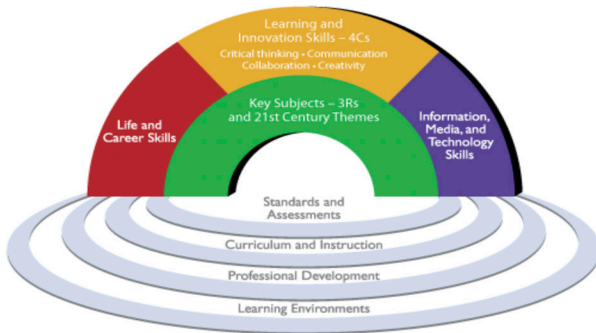 Learning and
Innovation Skills – 4Cs
Critical thinking • Communication
Collaboration • Creativity
Key Subjects – 3Rs
and 21st Century Themes
Life and
Career Skills
Information,
Media, and
Technology
Skills
Standards and
Assessments
Curriculum and Instruction
Professional Development
Learning Environments